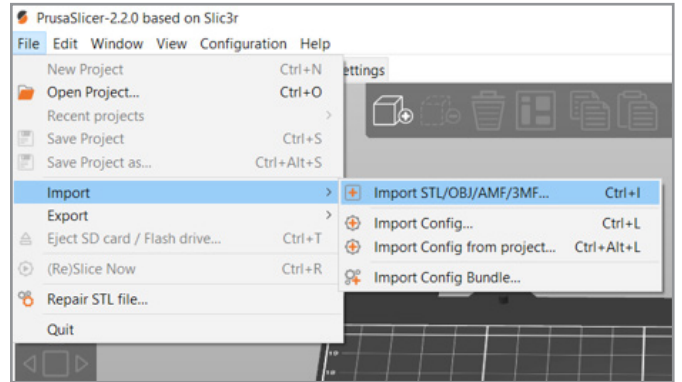 PrusaSlicer-2.2.0 based on Slic3r
File Edit Window View Configuration Help
New Project Ctrl+N
ettings
Open Project... Ctrl+O
Recent projects
Save Project Ctrl+S
Save Project as... Ctrl+Alt+S
Import
Import STL/OBJ/AMF/3MF... Ctrl+I
Export
Import Config... Ctrl+L
Eject SD card / Flash drive... Ctrl+T
Import Config from project... Ctrl+Alt+L
(Re)Slice Now Ctrl+R
Import Config Bundle...
Repair STL file...
Quit